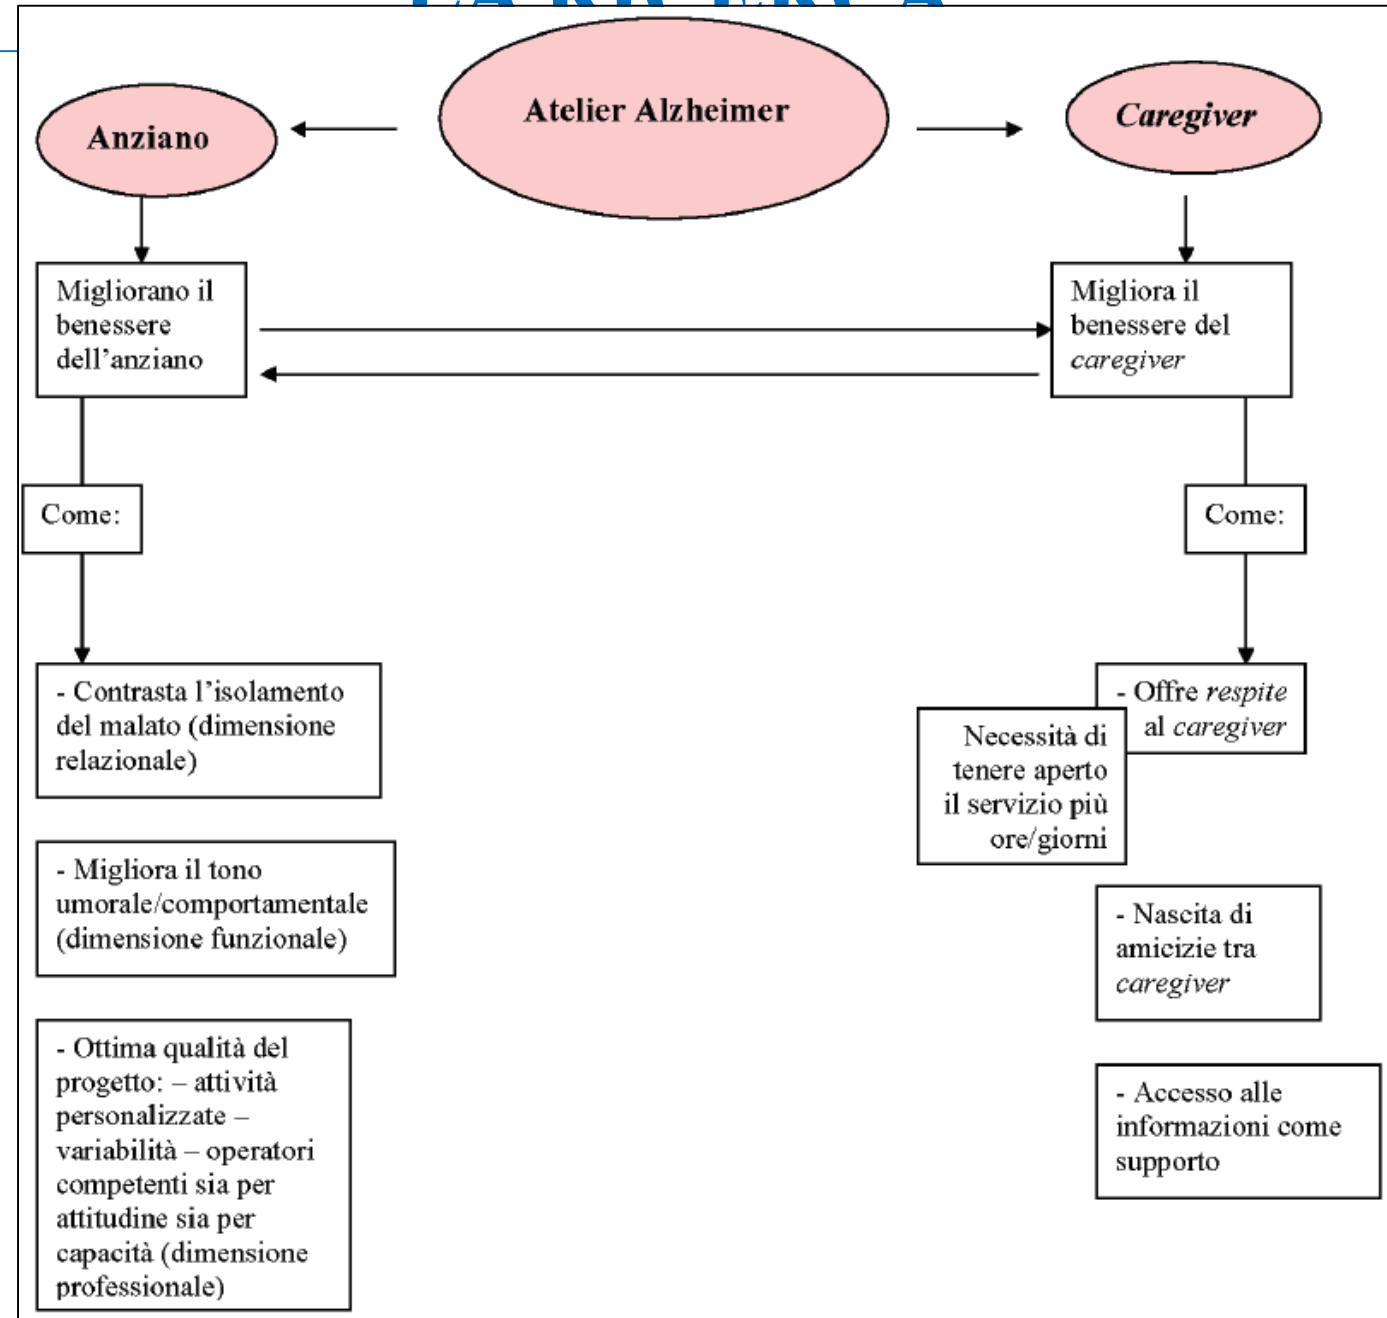 Atelier Alzheimer
Anziano
Caregiver
Migliorano il
benessere
dell’anziano
Migliora il
benessere del
caregiver
Come:
Come:
- Contrasta l’isolamento
del malato (dimensione
relazionale)
- Offre respite
al caregiver
Necessità di
tenere aperto
il servizio più
ore/giorni
- Migliora il tono
umorale/comportamentale
(dimensione funzionale)
- Nascita di
amicizie tra
caregiver
- Ottima qualità del
progetto: – attività
personalizzate –
variabilità – operatori
competenti sia per
attitudine sia per
capacità (dimensione
professionale)
- Accesso alle
informazioni come
supporto